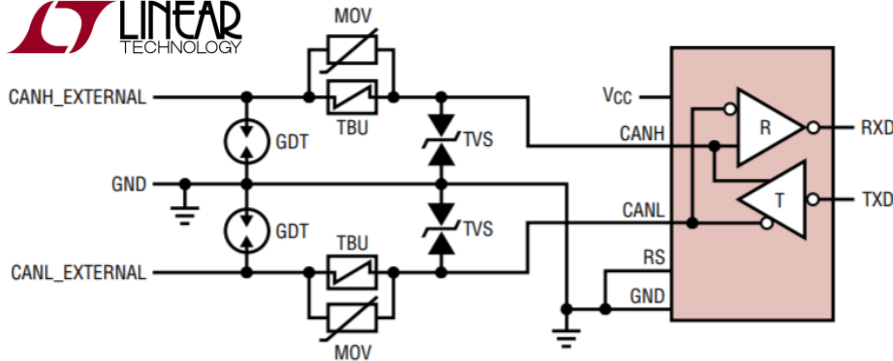 LINEAR
TECHNOLOGY
MOV
CANH_EXTERNAL
TBU
VCC
CANH
R
RXD
GDT
TVS
GND
T
TXD
GDT
TBU
TVS
CANL
CANL_EXTERNAL
RS
GND
MOV